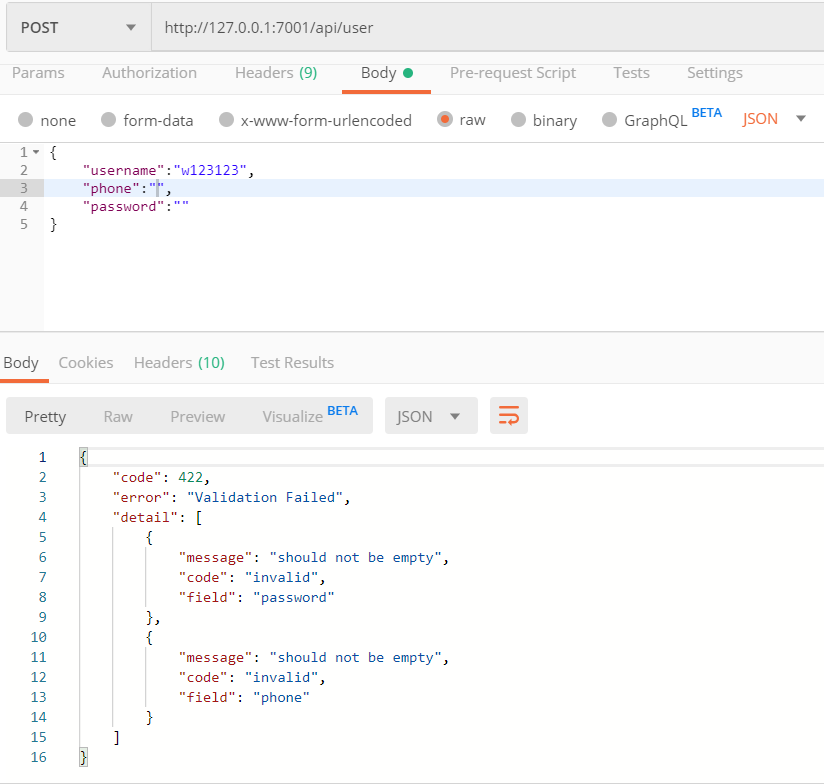 POST http://127.0.0.1:7001/api/user
Params Authorization Headers (9) Body Pre-request Script Tests Settings
none form-data x-www-form-urlencoded raw binary GraphQL BETA JSON
1 {
2 "username":"w123123",
3 "phone":"",
4 "password":""
5 }
Body Cookies Headers (10) Test Results
Pretty Raw Preview Visualize BETA JSON
1 {
2 "code": 422,
3 "error": "Validation Failed",
4 "detail": [
5 {
6 "message": "should not be empty",
7 "code": "invalid",
8 "field": "password"
9 },
10 {
11 "message": "should not be empty",
12 "code": "invalid",
13 "field": "phone"
14 }
15 ]
16 }